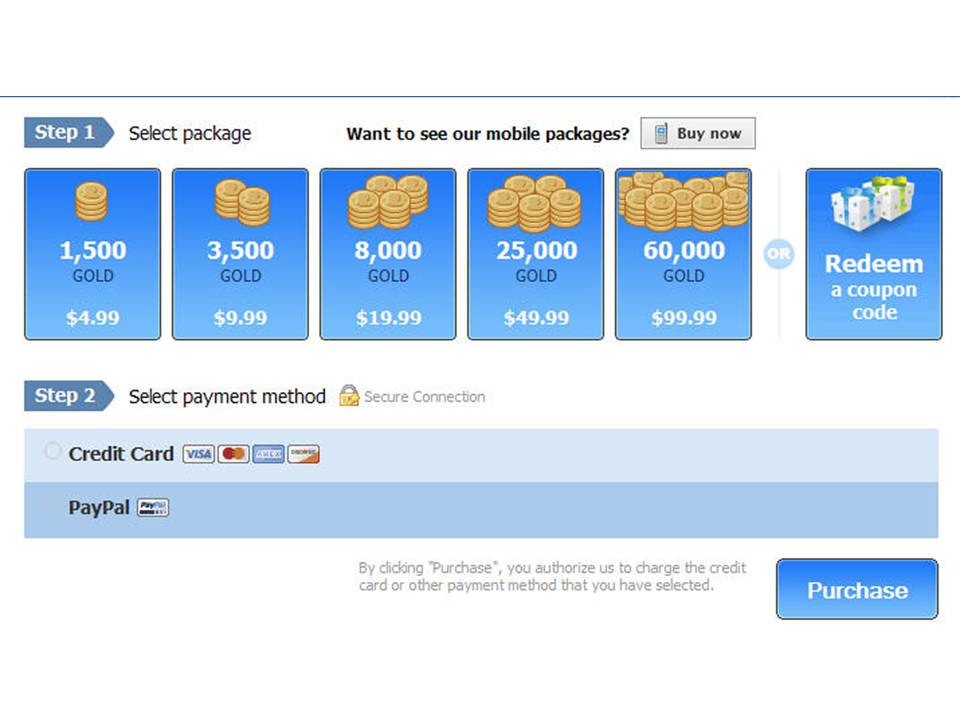 Step 1
Select package
Want to see our mobile packages?
Buy now
1,500
GOLD
$4.99
3,500
GOLD
$9.99
8,000
GOLD
$19.99
25,000
GOLD
$49.99
60,000
GOLD
$99.99
OR
Redeem
a coupon
code
Step 2
Select payment method
Secure Connection
Credit Card
VISA
AMEX
DISCOVER
PayPal
PayPal
By clicking "Purchase", you authorize us to charge the credit
card or other payment method that you have selected.
Purchase